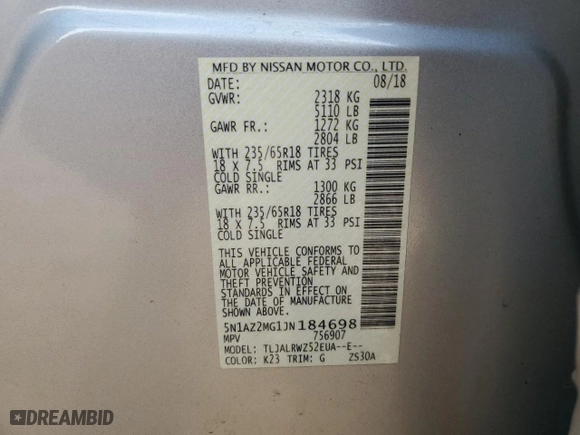 MFD BY NISSAN MOTOR CO., LTD.
DATE: 08/18
GVWR: 2318 KG
5110 LB
GAWR FR.: 1272 KG
2804 LB
WITH 235/65R18 TIRES
18 X 7.5 RIMS AT 33 PSI
COLD SINGLE
GAWR RR.: 1300 KG
2866 LB
WITH 235/65R18 TIRES
18 X 7.5 RIMS AT 33 PSI
COLD SINGLE
THIS VEHICLE CONFORMS TO
ALL APPLICABLE FEDERAL
MOTOR VEHICLE SAFETY AND
THEFT PREVENTION
STANDARDS IN EFFECT ON
THE DATE OF MANUFACTURE
SHOWN ABOVE
5N1AZ2MG1JN184698
MPV 756907
MODEL: TLJALRWZ52EUA--E--
COLOR: K23 TRIM: G ZS30A
DREAMBID